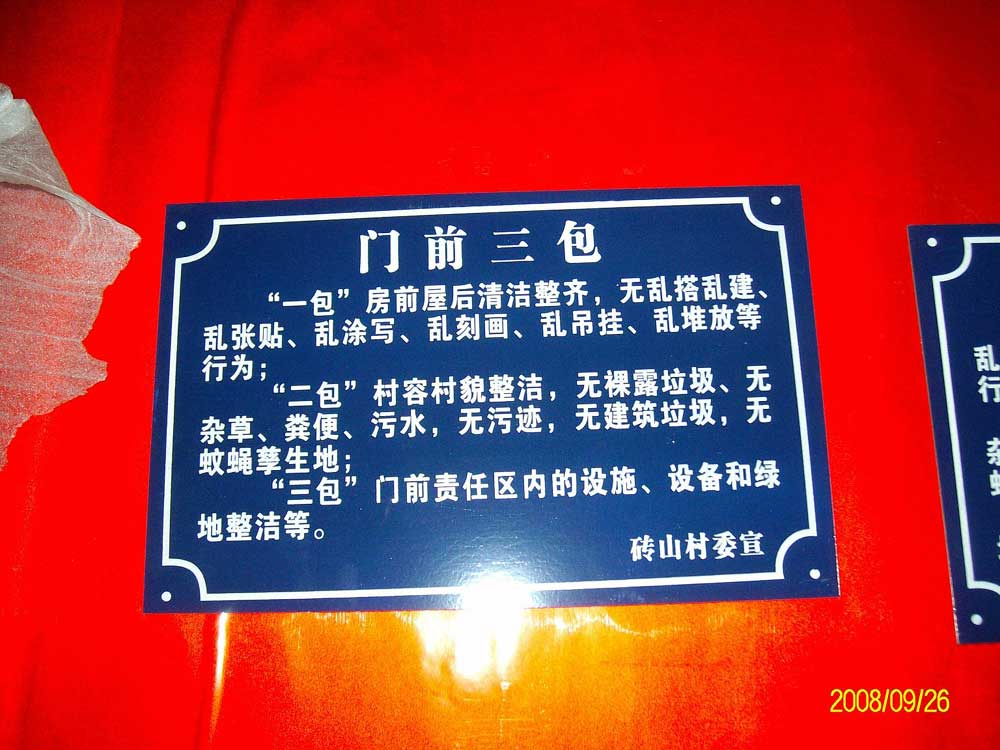 门前三包
“一包”房前屋后清洁整齐，无乱搭乱建、
乱张贴、乱涂写、乱刻画、乱吊挂、乱堆放等
行为；
“二包”村容村貌整洁，无裸露垃圾、无
杂草、粪便、污水，无污迹，无建筑垃圾，无
蚊蝇孳生地；
“三包”门前责任区内的设施、设备和绿
地整洁等。
砖山村委宣
乱
行
杂
2008/09/26